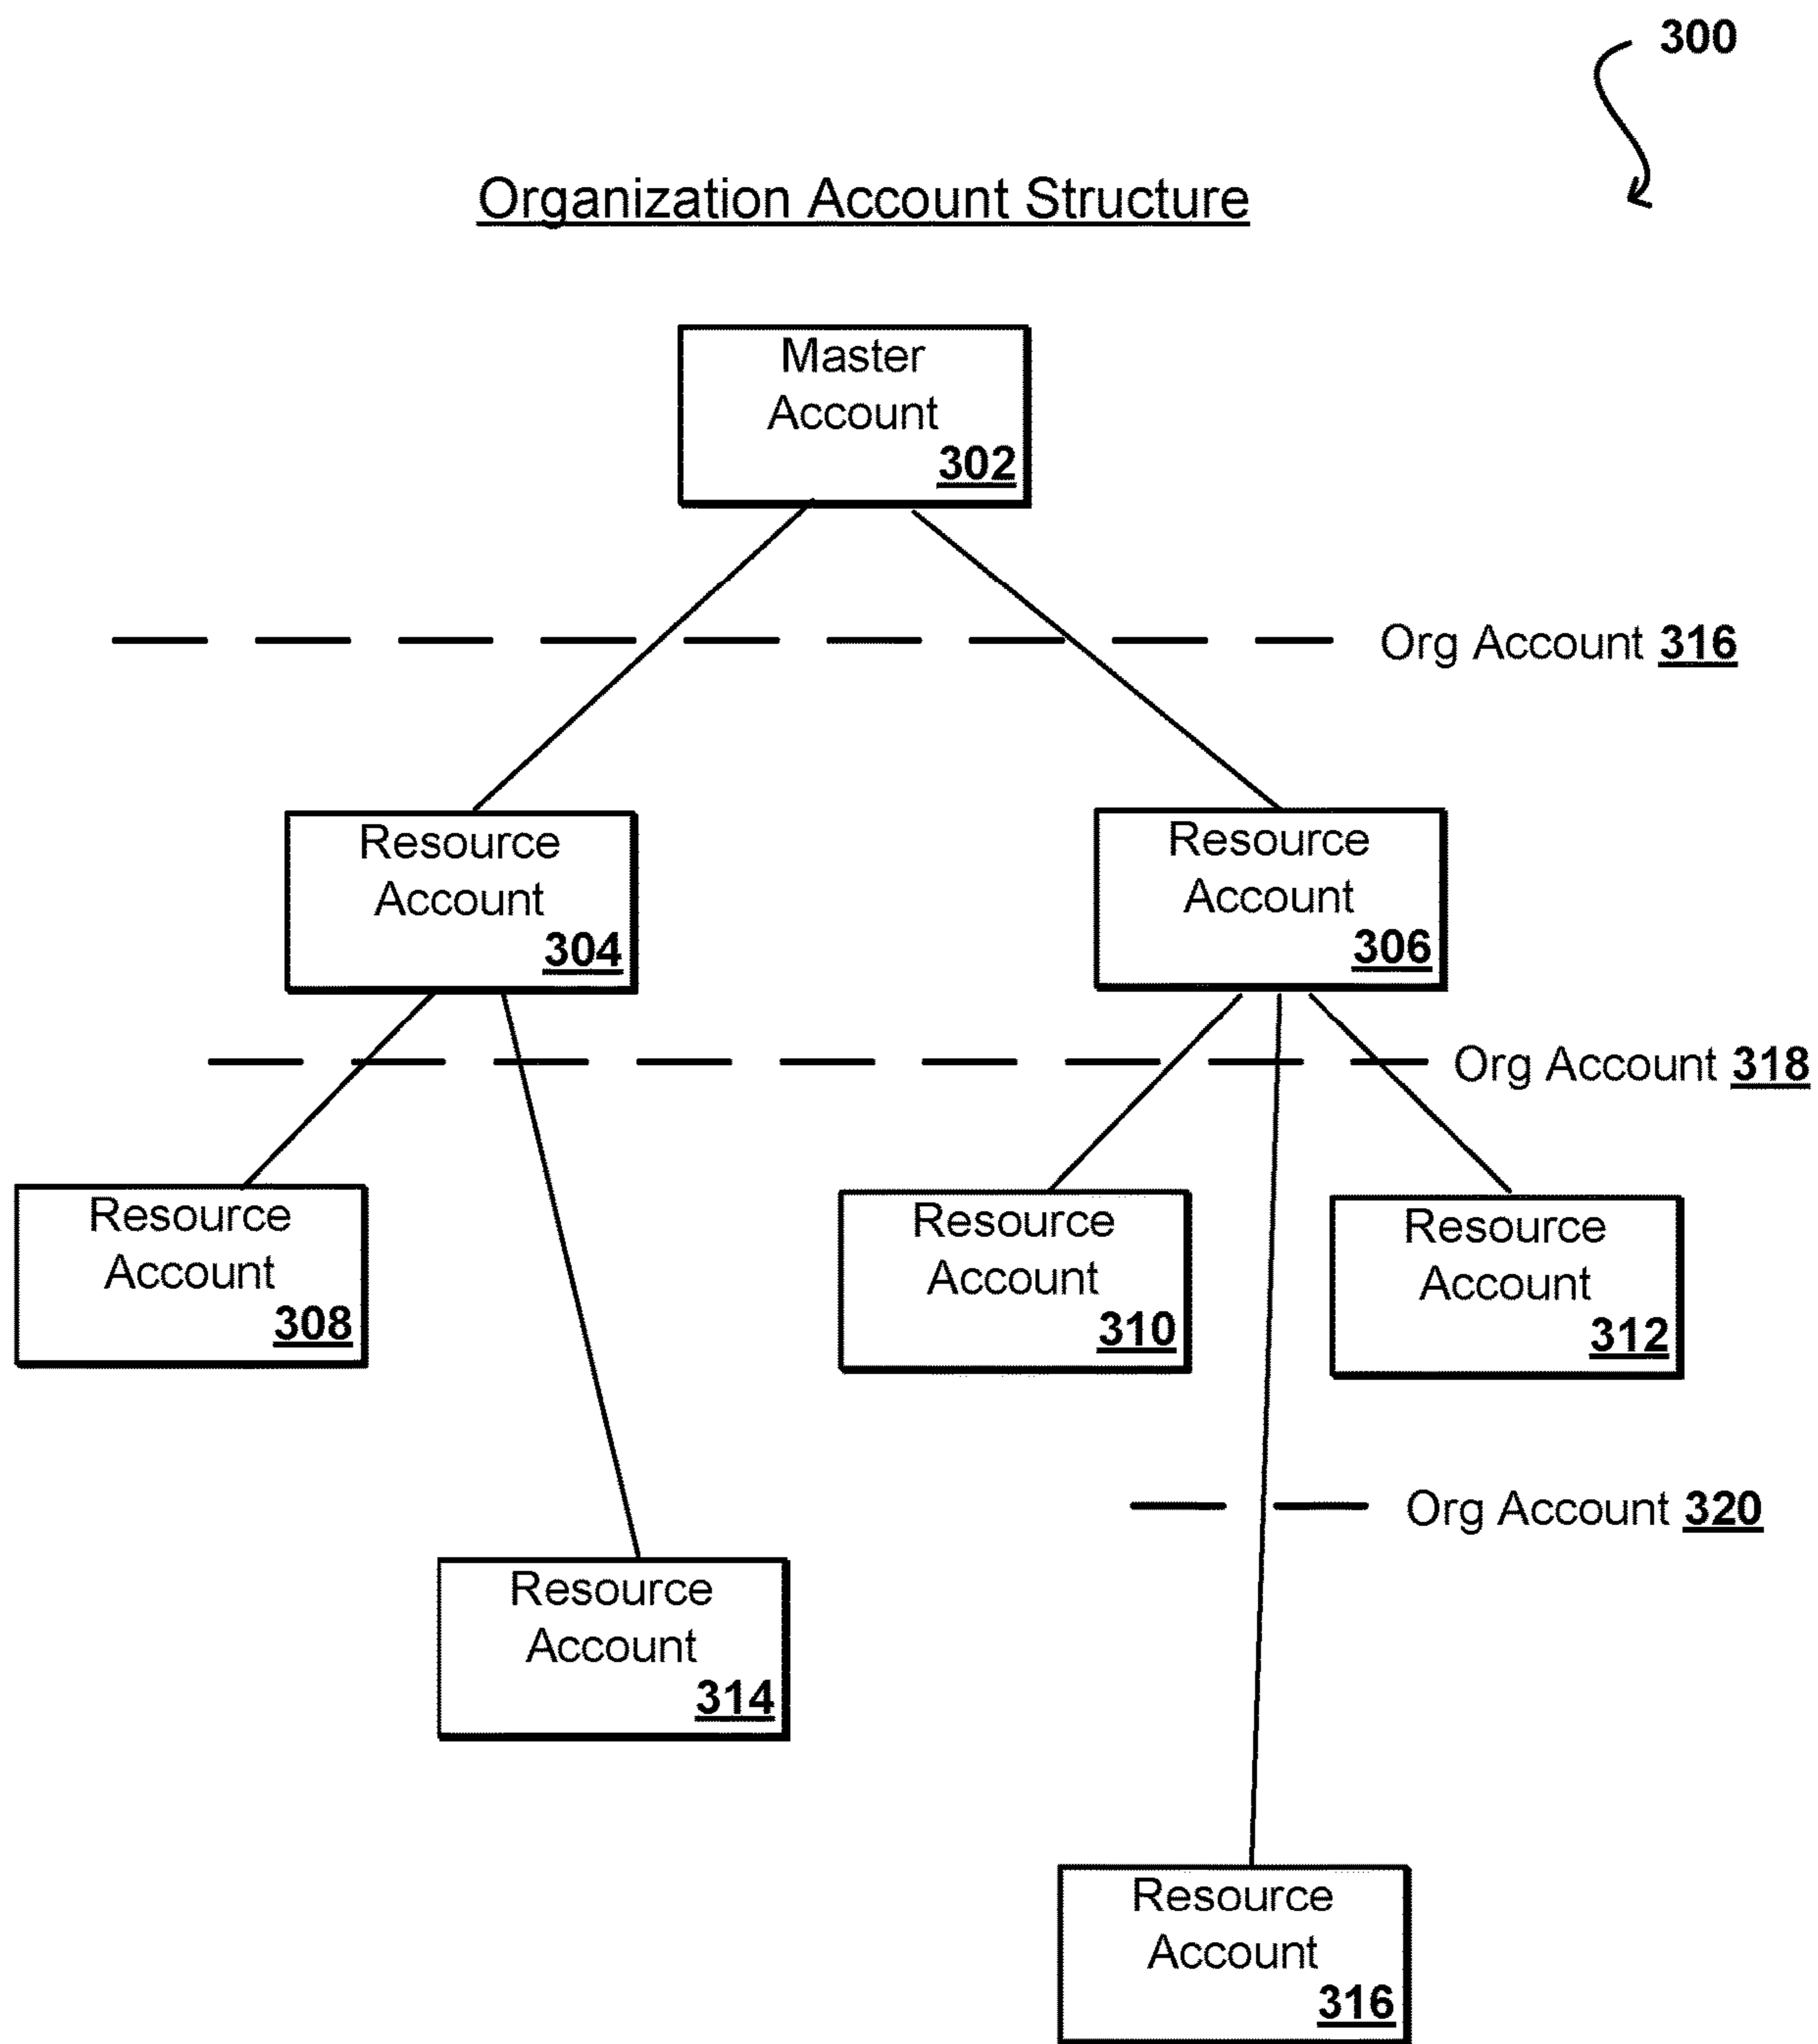 300
Organization Account Structure
Master
Account
302
Org Account 316
Resource
Account
304
Resource
Account
306
Org Account 318
Resource
Account
308
Resource
Account
310
Resource
Account
312
Org Account 320
Resource
Account
314
Resource
Account
316